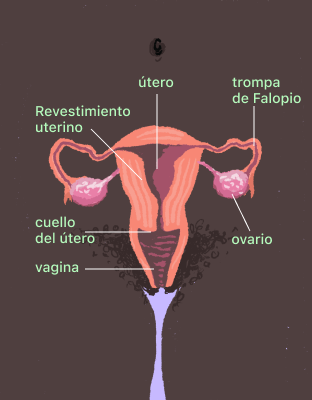 útero
trompa
de Falopio
Revestimiento
uterino
cuello
del útero
ovario
vagina